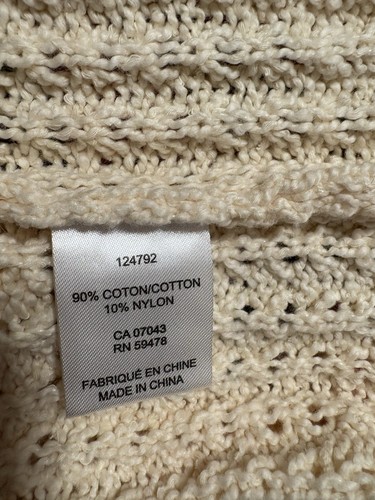 124792
90% COTON/COTTON
10% NYLON
CA 07043
RN 59478
FABRIQUÉ EN CHINE
MADE IN CHINA